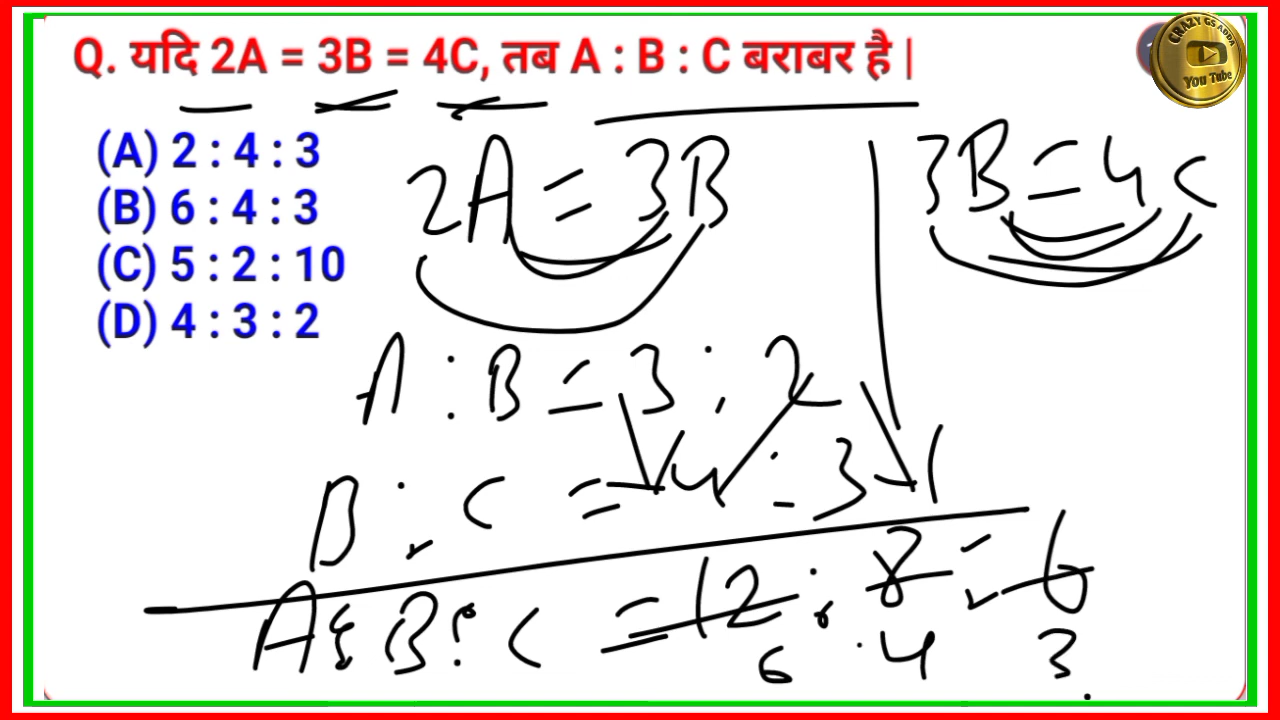 Q. यदि 2A = 3B = 4C, तब A : B : C बराबर है |
CRAZY GS ADDA
You Tube
(A) 2 : 4 : 3
(B) 6 : 4 : 3
(C) 5 : 2 : 10
(D) 4 : 3 : 2
2A = 3B
3B = 4C
A : B = 3 : 2
B : C = 4 : 3
A : B : C = 12 : 8 : 6
6 : 4 3